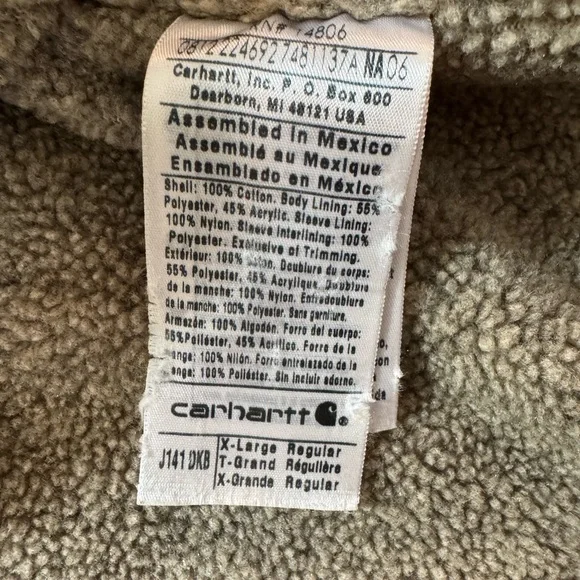 RN# 14806
08122246927481137A NA06
Carhartt, Inc. P. O. Box 600
Dearborn, MI 48121 USA
Assembled in Mexico
Assemblé au Mexique
Ensamblado en México
Shell: 100% Cotton. Body Lining: 55%
Polyester, 45% Acrylic. Sleeve Lining:
100% Nylon. Sleeve Interlining: 100%
Polyester. Exclusive of Trimming.
Extérieur: 100% Coton. Doublure du corps:
55% Polyester, 45% Acrylique. Doublure
de la manche: 100% Nylon. Entredoublure
de la manche: 100% Polyester. Sans garniture.
Armazón: 100% Algodón. Forro del cuerpo:
55%Poliéster, 45% Acrílico. Forro de la
manga: 100% Nilón. Forro entrelazado de la
manga: 100% Poliéster. Sin incluir adorno.
carhartt
J141 DKB
X-Large Regular
T-Grand Régulière
X-Grande Regular